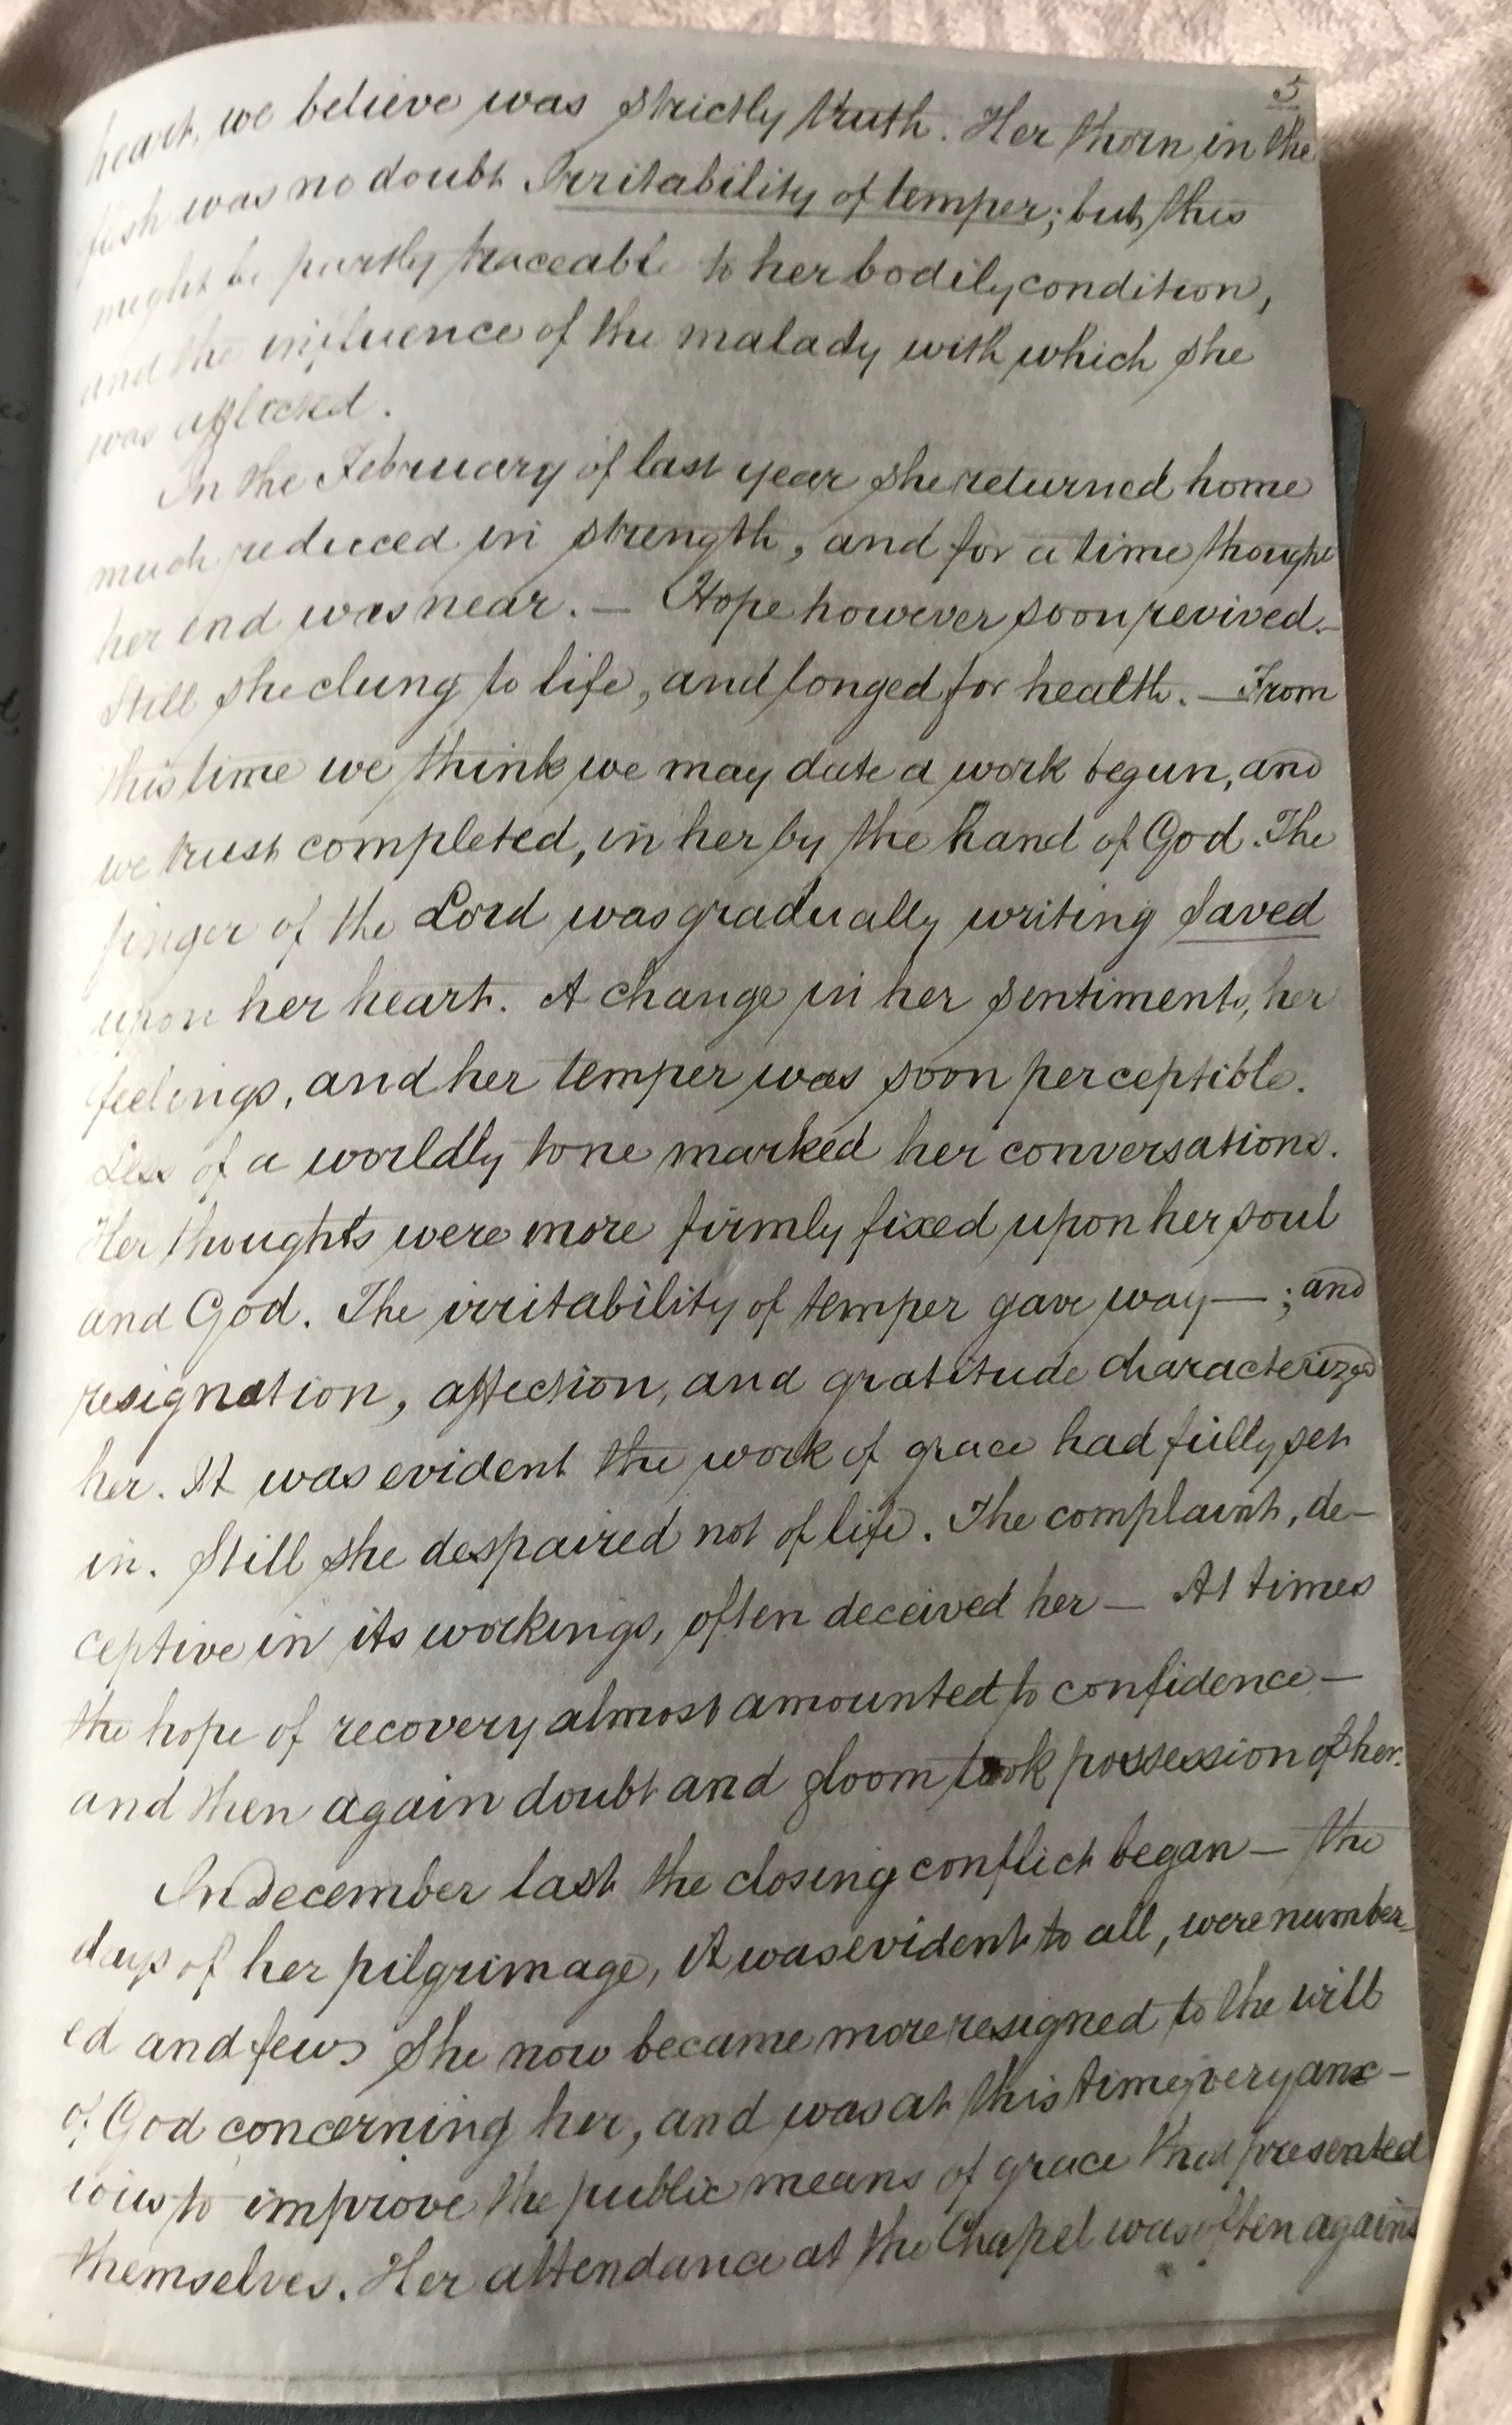 5
heart, we believe was strictly truth. Her thorn in the
flesh was no doubt Irritability of temper; but this
might be partly traceable to her bodily condition,
and the influence of the malady with which she
was afflicted.
In the February of last year she returned home
much reduced in strength, and for a time thought
her end was near. — Hope however soon revived. —
Still she clung to life, and longed for health. — From
this time we think we may date a work begun, and
we trust completed, in her by the hand of God. The
finger of the Lord was gradually writing saved
upon her heart. A change in her sentiments, her
feelings, and her temper was soon perceptible.
Less of a worldly tone marked her conversations.
Her thoughts were more firmly fixed upon her soul
and God. The irritability of temper gave way — ; and
resignation, affection, and gratitude characterized
her. It was evident the work of grace had fully set
in. Still she despaired not of life. The complaint, de-
ceptive in its workings, often deceived her — At times
the hope of recovery almost amounted to confidence —
and then again doubt and gloom took possession of her.
In December last the closing conflict began — the
days of her pilgrimage, it was evident to all, were number-
ed and few. She now became more resigned to the will
of God concerning her, and was at this time very anx-
ious to improve the public means of grace that presented
themselves. Her attendance at the Chapel was often against